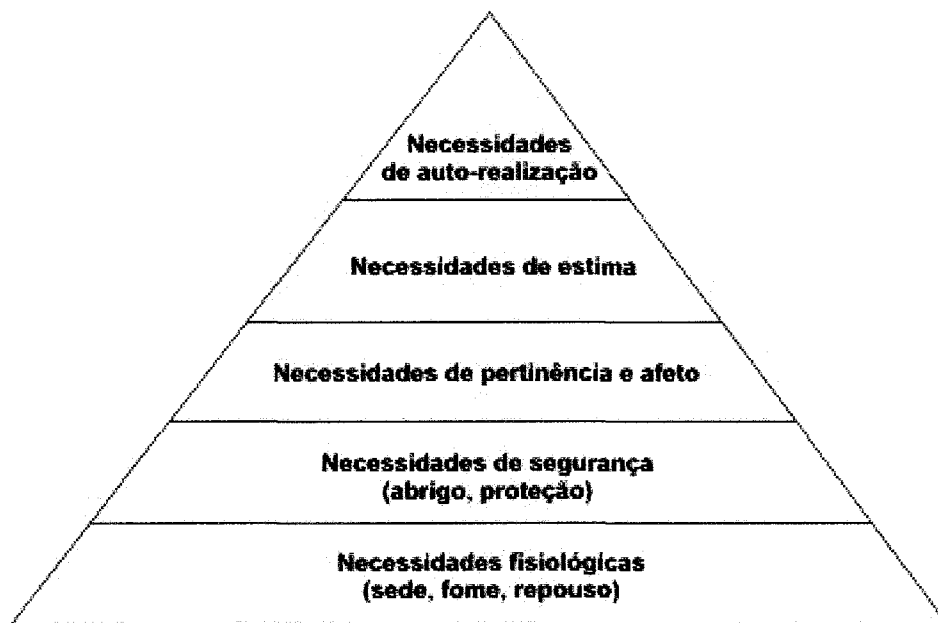 Necessidades
de auto-realização
Necessidades de estima
Necessidades de pertinência e afeto
Necessidades de segurança
(abrigo, proteção)
Necessidades fisiológicas
(sede, fome, repouso)